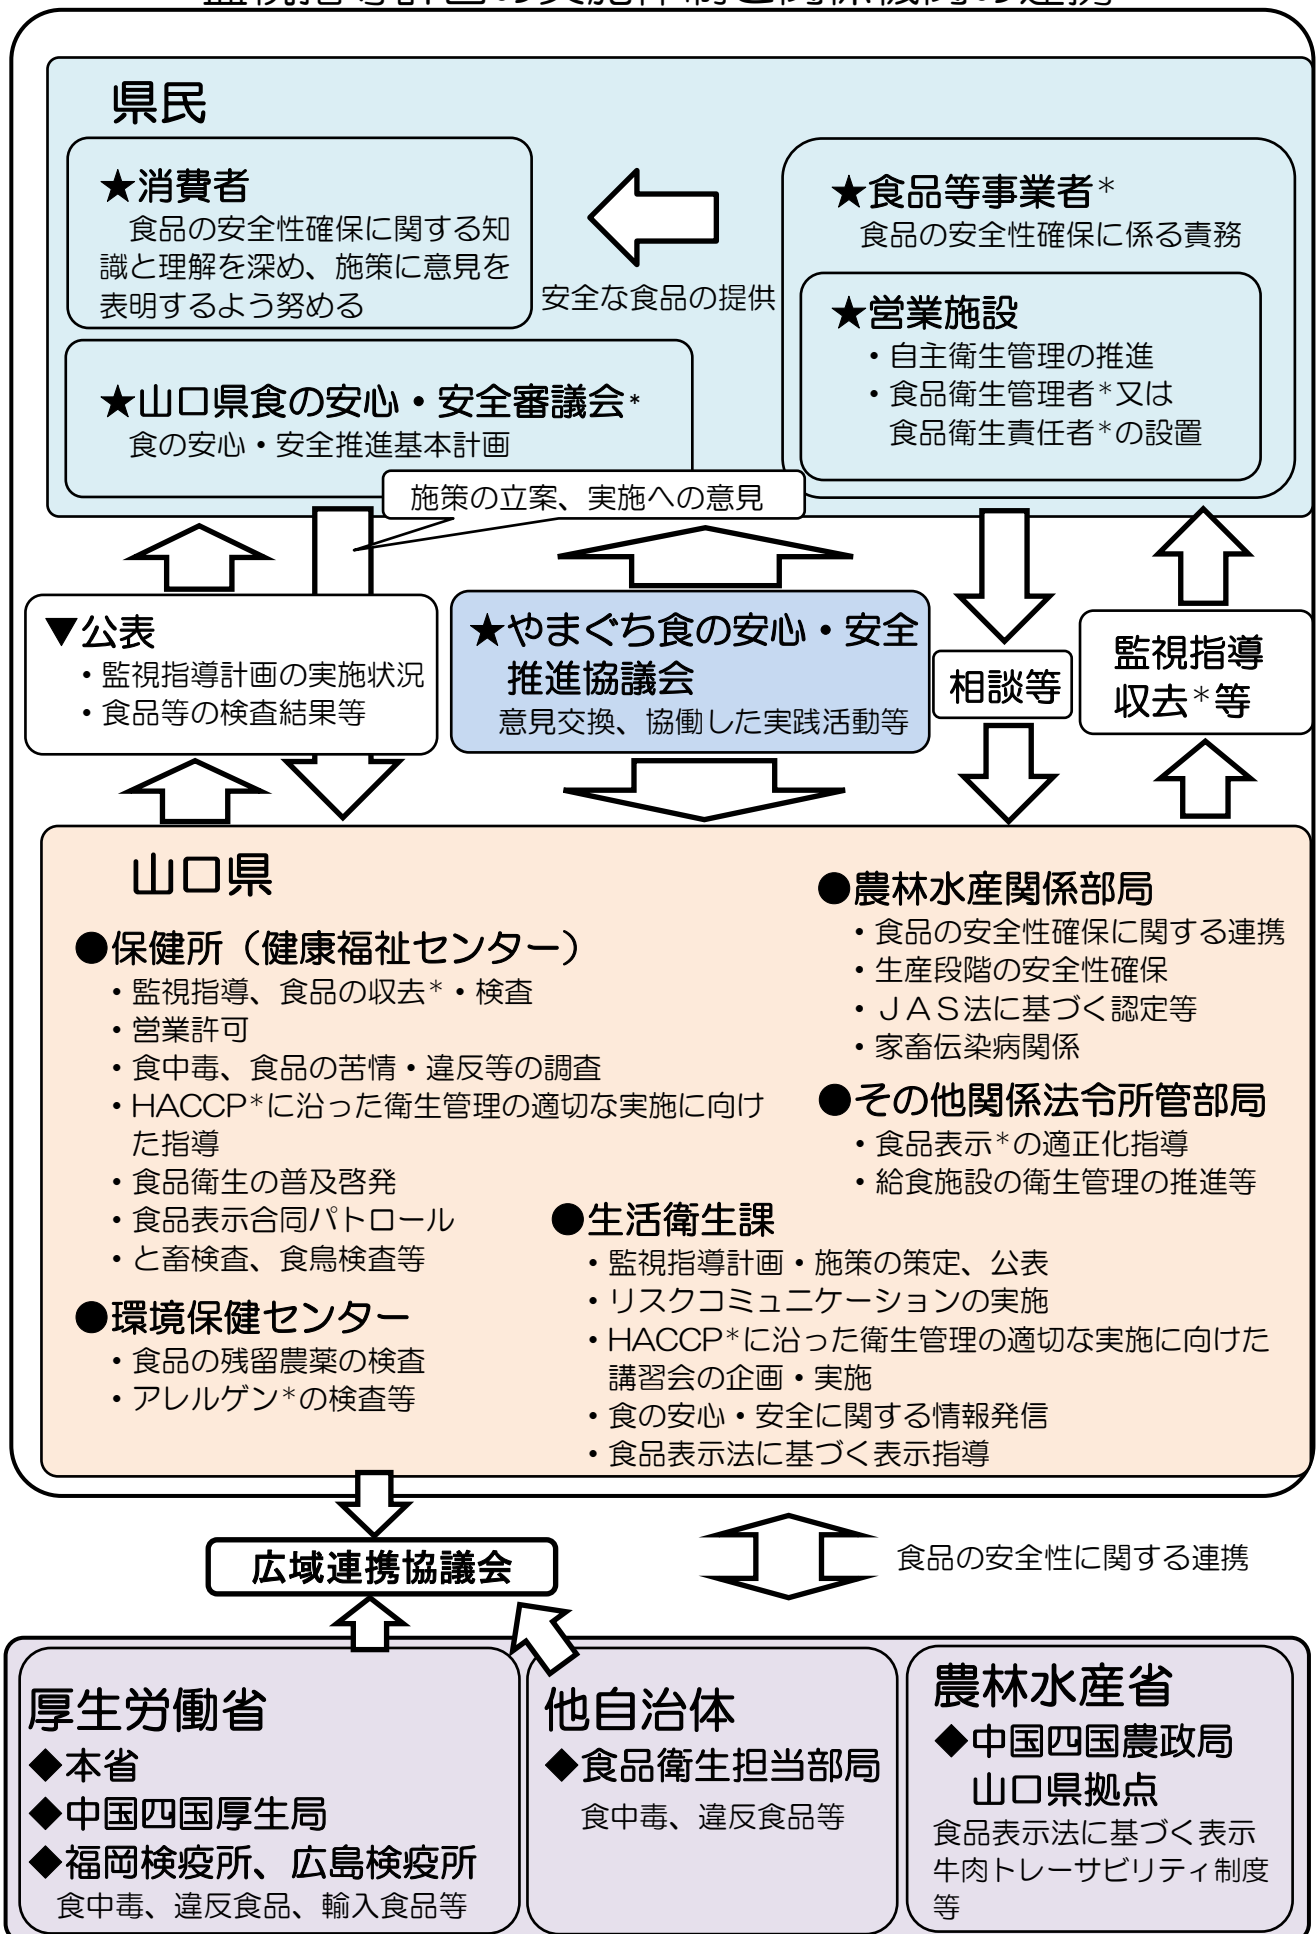 監視指導計画の実施体制と関係機関の連携
県民
★消費者
食品の安全性確保に関する知
識と理解を深め、施策に意見を
表明するよう努める
安全な食品の提供
★食品等事業者*
食品の安全性確保に係る責務
★営業施設
・自主衛生管理の推進
・食品衛生管理者*又は
食品衛生責任者*の設置
★山口県食の安心・安全審議会*
食の安心・安全推進基本計画
施策の立案、実施への意見
▼公表
・監視指導計画の実施状況
・食品等の検査結果等
★やまぐち食の安心・安全
推進協議会
意見交換、協働した実践活動等
相談等
監視指導
収去*等
山口県
●保健所（健康福祉センター）
・監視指導、食品の収去*・検査
・営業許可
・食中毒、食品の苦情・違反等の調査
・HACCP*に沿った衛生管理の適切な実施に向け
た指導
・食品衛生の普及啓発
・食品表示合同パトロール
・と畜検査、食鳥検査等
●環境保健センター
・食品の残留農薬の検査
・アレルゲン*の検査等
●農林水産関係部局
・食品の安全性確保に関する連携
・生産段階の安全性確保
・ＪＡＳ法に基づく認定等
・家畜伝染病関係
●その他関係法令所管部局
・食品表示*の適正化指導
・給食施設の衛生管理の推進等
●生活衛生課
・監視指導計画・施策の策定、公表
・リスクコミュニケーションの実施
・HACCP*に沿った衛生管理の適切な実施に向けた
講習会の企画・実施
・食の安心・安全に関する情報発信
・食品表示法に基づく表示指導
広域連携協議会
食品の安全性に関する連携
厚生労働省
◆本省
◆中国四国厚生局
◆福岡検疫所、広島検疫所
食中毒、違反食品、輸入食品等
他自治体
◆食品衛生担当部局
食中毒、違反食品等
農林水産省
◆中国四国農政局
山口県拠点
食品表示法に基づく表示
牛肉トレーサビリティ制度
等